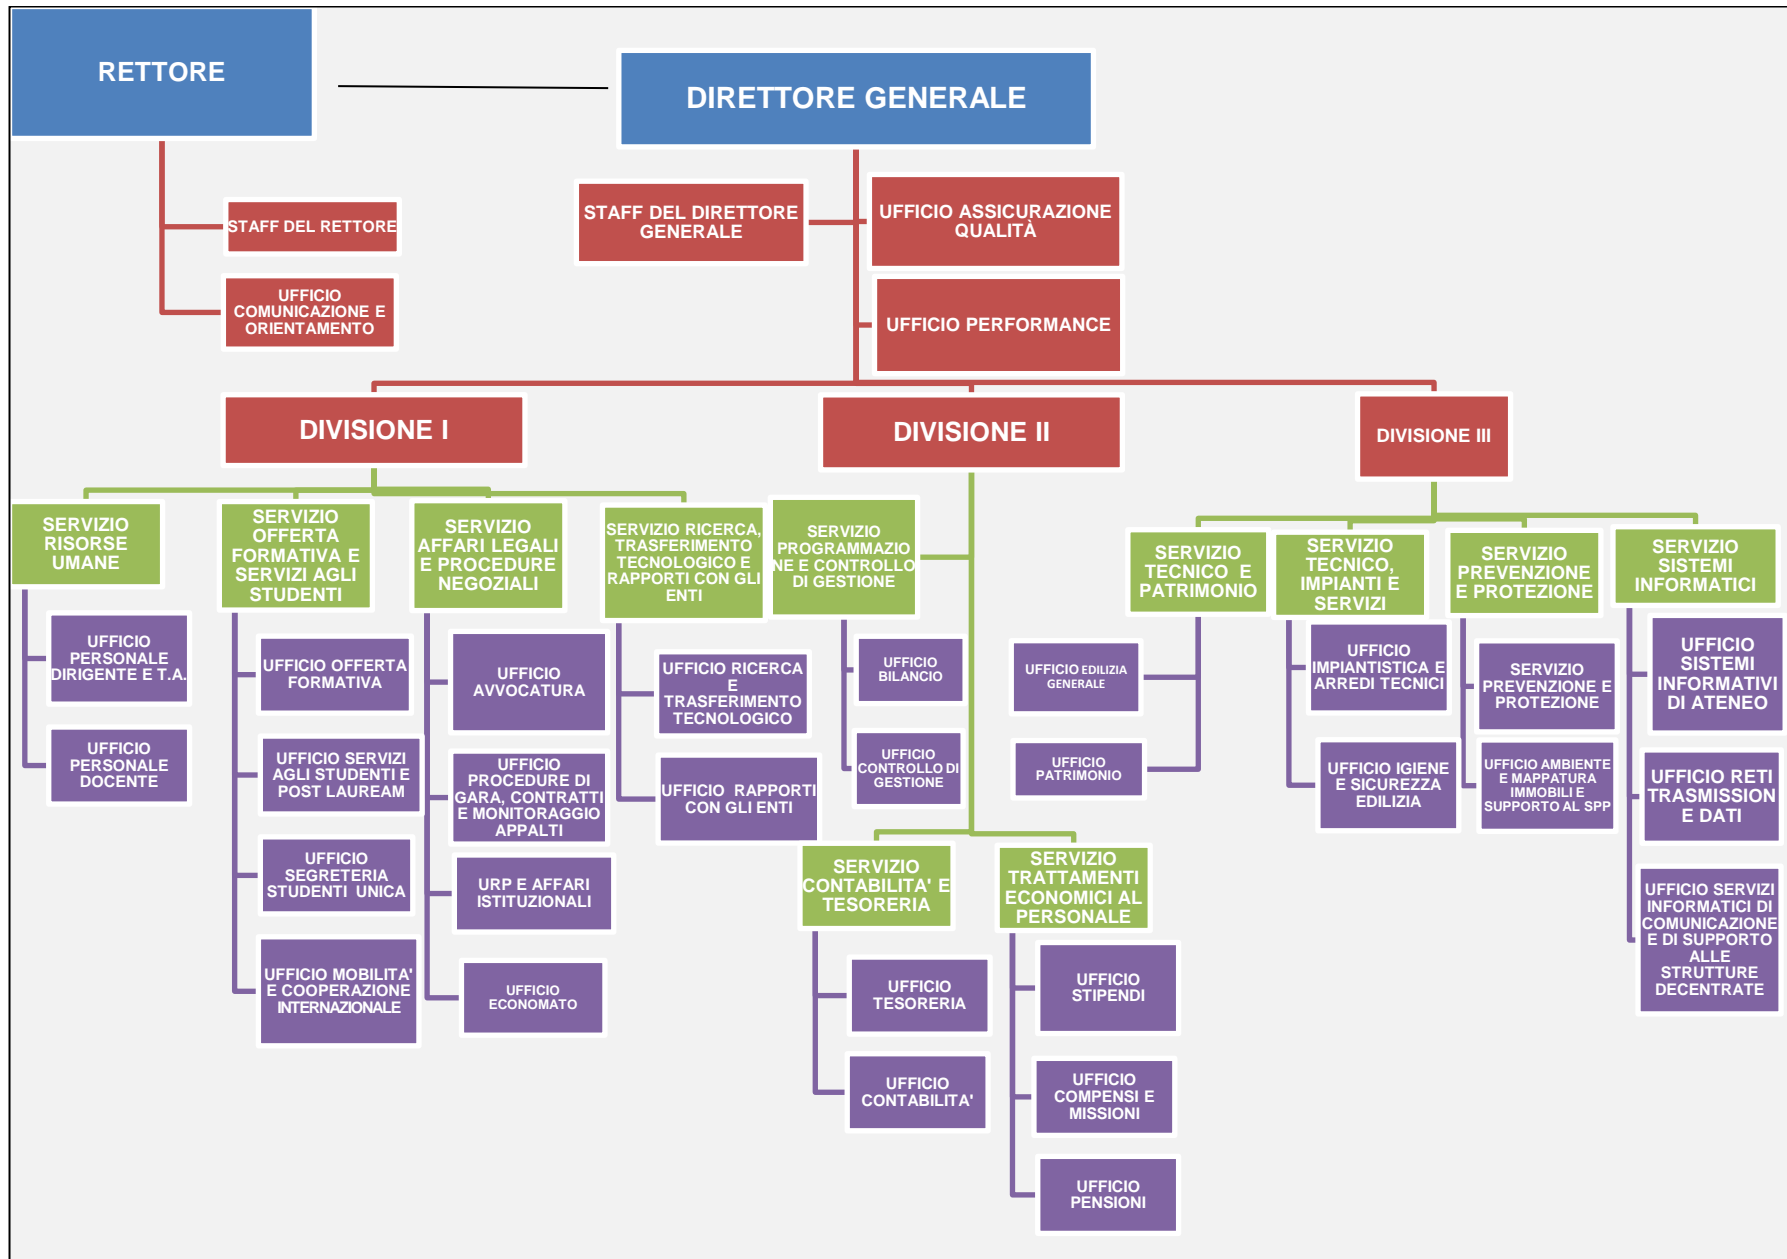 RETTORE
DIRETTORE GENERALE
STAFF DEL RETTORE
UFFICIO
COMUNICAZIONE E
ORIENTAMENTO
STAFF DEL DIRETTORE
GENERALE
UFFICIO ASSICURAZIONE
QUALITÀ
UFFICIO PERFORMANCE
DIVISIONE I
DIVISIONE II
DIVISIONE III
SERVIZIO
RISORSE
UMANE
SERVIZIO
OFFERTA
FORMATIVA E
SERVIZI AGLI
STUDENTI
SERVIZIO
AFFARI LEGALI
E PROCEDURE
NEGOZIALI
SERVIZIO RICERCA,
TRASFERIMENTO
TECNOLOGICO E
RAPPORTI CON GLI
ENTI
SERVIZIO
PROGRAMMAZIO
NE E CONTROLLO
DI GESTIONE
SERVIZIO
TECNICO E
PATRIMONIO
SERVIZIO
TECNICO,
IMPIANTI E
SERVIZI
SERVIZIO
PREVENZIONE
E PROTEZIONE
SERVIZIO
SISTEMI
INFORMATICI
UFFICIO
PERSONALE
DIRIGENTE E T.A.
UFFICIO
PERSONALE
DOCENTE
UFFICIO OFFERTA
FORMATIVA
UFFICIO SERVIZI
AGLI STUDENTI E
POST LAUREAM
UFFICIO
SEGRETERIA
STUDENTI UNICA
UFFICIO MOBILITA'
E COOPERAZIONE
INTERNAZIONALE
UFFICIO
AVVOCATURA
UFFICIO
PROCEDURE DI
GARA, CONTRATTI
E MONITORAGGIO
APPALTI
URP E AFFARI
ISTITUZIONALI
UFFICIO
ECONOMATO
UFFICIO RICERCA
E
TRASFERIMENTO
TECNOLOGICO
UFFICIO RAPPORTI
CON GLI ENTI
UFFICIO
BILANCIO
UFFICIO
CONTROLLO DI
GESTIONE
SERVIZIO
CONTABILITA' E
TESORERIA
SERVIZIO
TRATTAMENTI
ECONOMICI AL
PERSONALE
UFFICIO
TESORERIA
UFFICIO
CONTABILITA'
UFFICIO
STIPENDI
UFFICIO
COMPENSI E
MISSIONI
UFFICIO
PENSIONI
UFFICIO EDILIZIA
GENERALE
UFFICIO
PATRIMONIO
UFFICIO
IMPIANTISTICA E
ARREDI TECNICI
UFFICIO IGIENE
E SICUREZZA
EDILIZIA
SERVIZIO
PREVENZIONE E
PROTEZIONE
UFFICIO AMBIENTE
E MAPPATURA
IMMOBILI E
SUPPORTO AL SPP
UFFICIO
SISTEMI
INFORMATIVI
DI ATENEO
UFFICIO RETI
TRASMISSION
E DATI
UFFICIO SERVIZI
INFORMATICI DI
COMUNICAZIONE
E DI SUPPORTO
ALLE
STRUTTURE
DECENTRATE